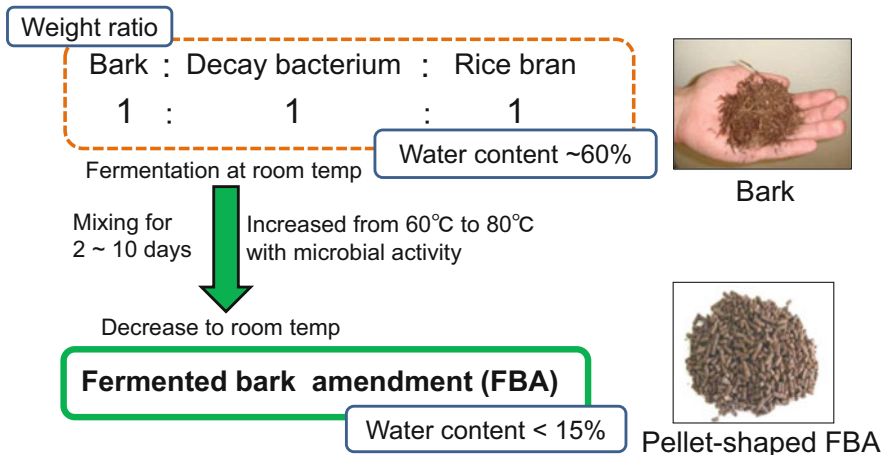 Weight ratio
Bark : Decay bacterium : Rice bran
1 : 1 : 1
Water content ~60%
Fermentation at room temp
Mixing for
2 ~ 10 days
Increased from 60℃ to 80℃
with microbial activity
Decrease to room temp
Fermented bark amendment (FBA)
Water content < 15%
Bark
Pellet-shaped FBA